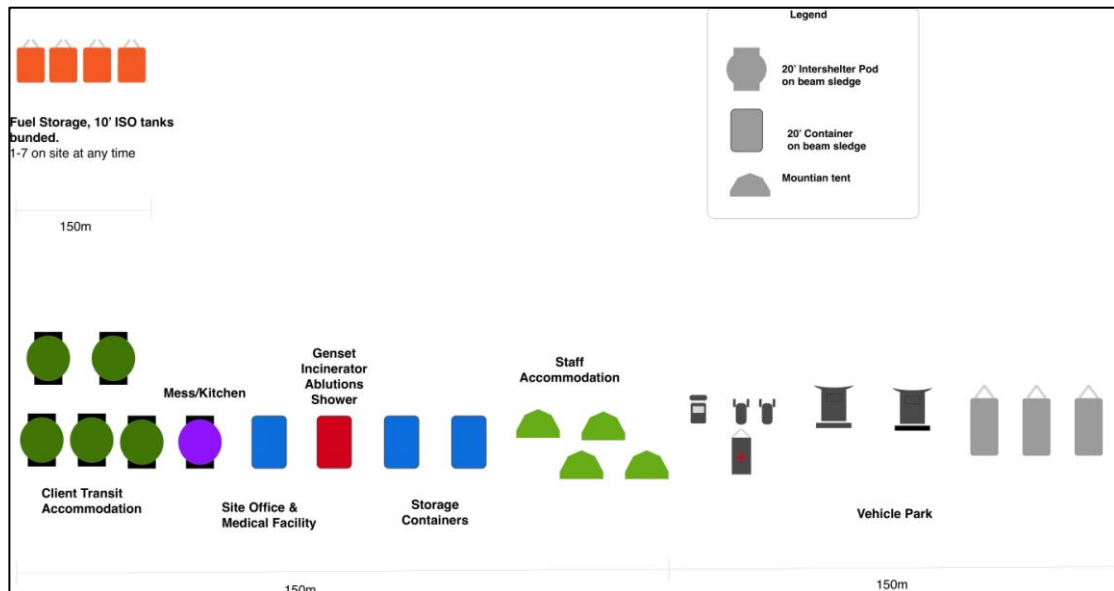 Legend
20' Intershelter Pod
on beam sledge
20' Container
on beam sledge
Mountian tent
Fuel Storage, 10' ISO tanks
bunded.
1-7 on site at any time
150m
Genset
Incinerator
Ablutions
Shower
Staff
Accommodation
Mess/Kitchen
Client Transit
Accommodation
Site Office &
Medical Facility
Storage
Containers
Vehicle Park
150m
150m